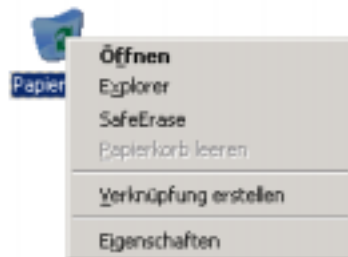 Papier
Öffnen
Explorer
SafeErase
Papierkorb leeren
Verknüpfung erstellen
Eigenschaften